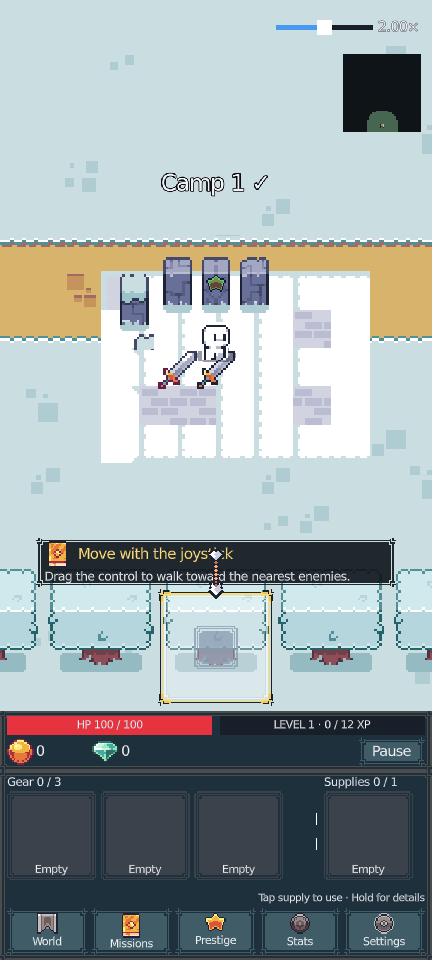 2.00×
Camp 1 ✓
Move with the joystick
Drag the control to walk toward the nearest enemies.
HP 100 / 100
LEVEL 1 · 0 / 12 XP
0
0
Pause
Gear 0 / 3
Supplies 0 / 1
Empty
Empty
Empty
Empty
Tap supply to use · Hold for details
World
Missions
Prestige
Stats
Settings